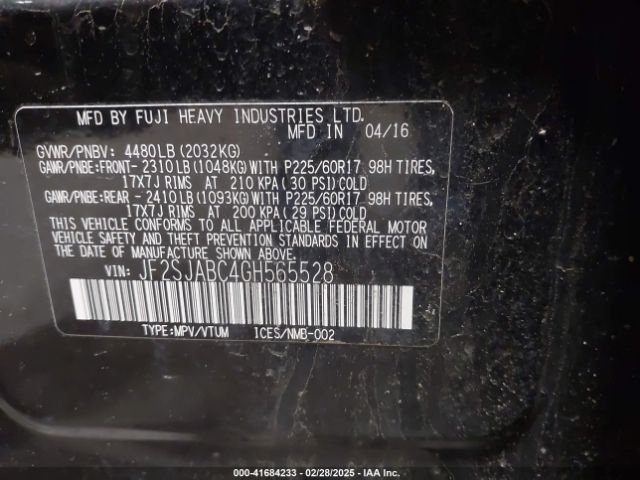 MFD BY FUJI HEAVY INDUSTRIES LTD.
MFD IN 04/16
GVWR/PNBV: 4480LB (2032KG)
GAWR/PNBE:FRONT- 2310LB (1048KG) WITH P225/60R17 98H TIRES,
17X7J RIMS AT 210 KPA ( 30 PSI) COLD
GAWR/PNBE:REAR - 2410LB (1093KG) WITH P225/60R17 98H TIRES,
17X7J RIMS AT 200 KPA ( 29 PSI) COLD
THIS VEHICLE CONFORMS TO ALL APPLICABLE FEDERAL MOTOR
VEHICLE SAFETY AND THEFT PREVENTION STANDARDS IN EFFECT ON
THE DATE OF MANUFACTURE SHOWN ABOVE.
VIN: JF2SJABC4GH565528
TYPE:MPV/VTUM ICES/NMB-002
000-41684233 - 02/28/2025 - IAA Inc.